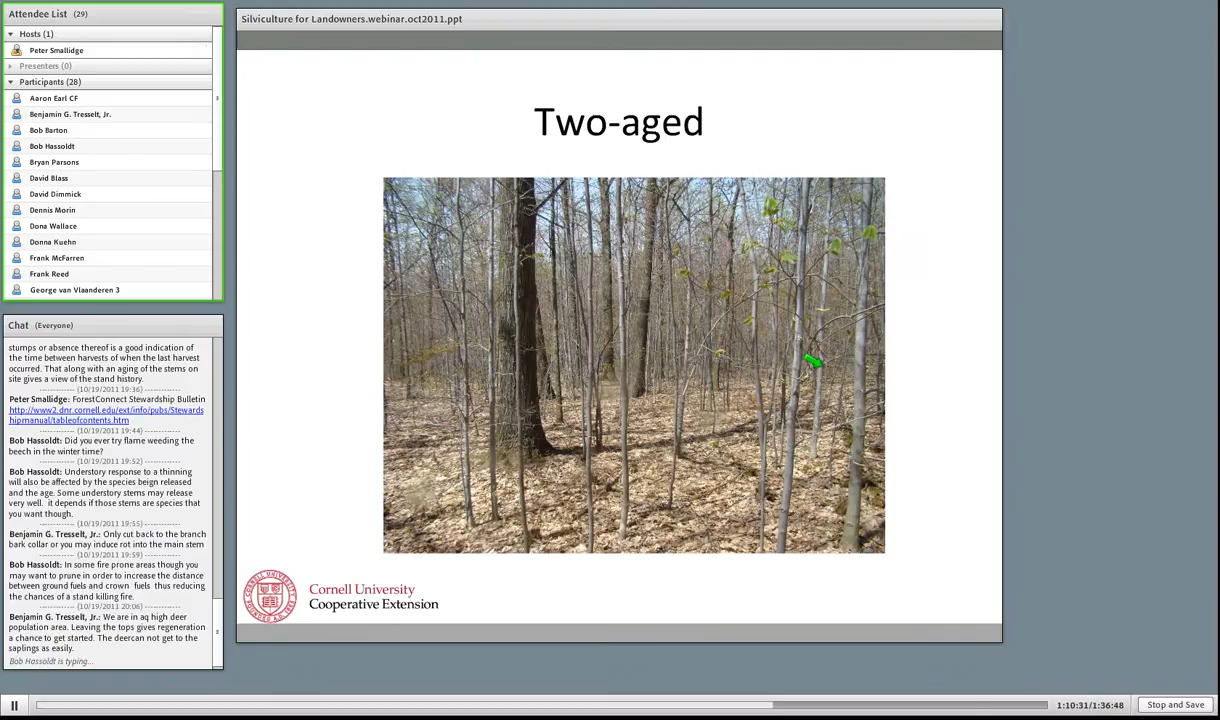 Attendee List (29)
Hosts (1)
Peter Smallidge
Presenters (0)
Participants (28)
Aaron Earl CF
Benjamin G. Tresselt, Jr.
Bob Barton
Bob Hassoldt
Bryan Parsons
David Blass
David Dimmick
Dennis Morin
Dona Wallace
Donna Kuehn
Frank McFarren
Frank Reed
George van Vlaanderen 3
Chat (Everyone)
stumps or absence thereof is a good indication of
the time between harvests of when the last harvest
occurred. That along with an aging of the stems on
site gives a view of the stand history.
------------ (10/19/2011 19:36) ------------
Peter Smallidge: ForestConnect Stewardship Bulletin
http://www2.dnr.cornell.edu/ext/info/pubs/Stewards
hipmanual/tableofcontents.htm
------------ (10/19/2011 19:44) ------------
Bob Hassoldt: Did you ever try flame weeding the
beech in the winter time?
------------ (10/19/2011 19:52) ------------
Bob Hassoldt: Understory response to a thinning
will also be affected by the species beign released
and the age. Some understory stems may release
very well. it depends if those stems are species that
you want though.
------------ (10/19/2011 19:55) ------------
Benjamin G. Tresselt, Jr.: Only cut back to the branch
bark collar or you may induce rot into the main stem
------------ (10/19/2011 19:59) ------------
Bob Hassoldt: In some fire prone areas though you
may want to prune in order to increase the distance
between ground fuels and crown fuels thus reducing
the chances of a stand killing fire.
------------ (10/19/2011 20:06) ------------
Benjamin G. Tresselt, Jr.: We are in aq high deer
population area. Leaving the tops gives regeneration
a chance to get started. The deercan not get to the
saplings as easily.
Bob Hassoldt is typing...
Silviculture for Landowners.webinar.oct2011.ppt
Two-aged
Cornell University
Cooperative Extension
1:10:31/1:36:48
Stop and Save